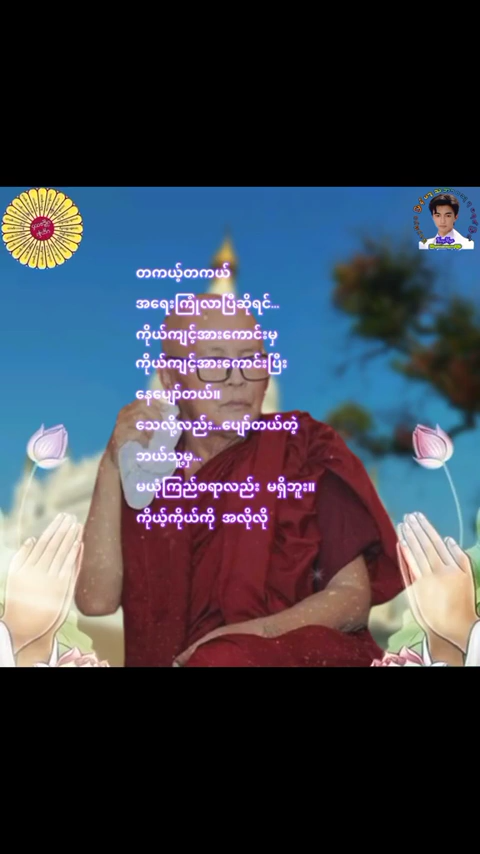 တကယ့်တကယ်
အရေးကြုံလာပြီဆိုရင်...
ကိုယ်ကျင့်အားကောင်းမှ
ကိုယ်ကျင့်အားကောင်းပြီး
နေပျော်တယ်။
သေလို့လည်း...ပျော်တယ်တဲ့
ဘယ်သူ့မှ...
မယုံကြည်စရာလည်း မရှိဘူး။
ကိုယ့်ကိုယ်ကို အလိုလို